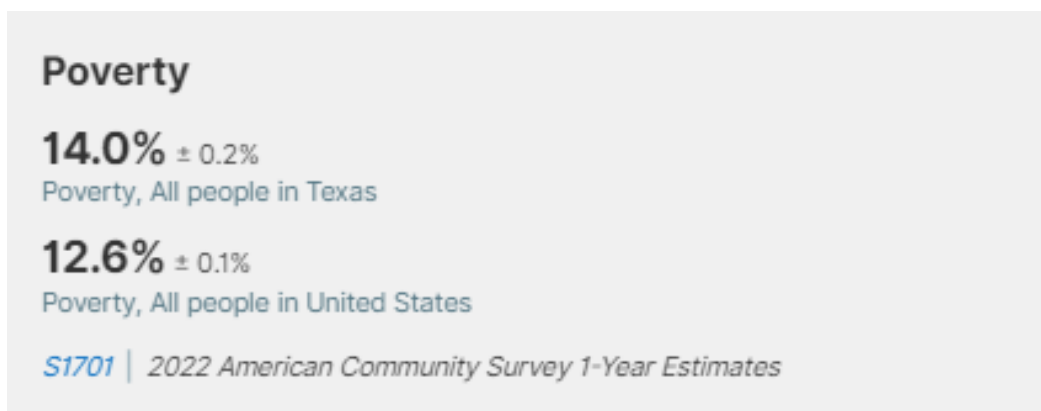 Poverty
14.0% ± 0.2%
Poverty, All people in Texas
12.6% ± 0.1%
Poverty, All people in United States
S1701 | 2022 American Community Survey 1-Year Estimates